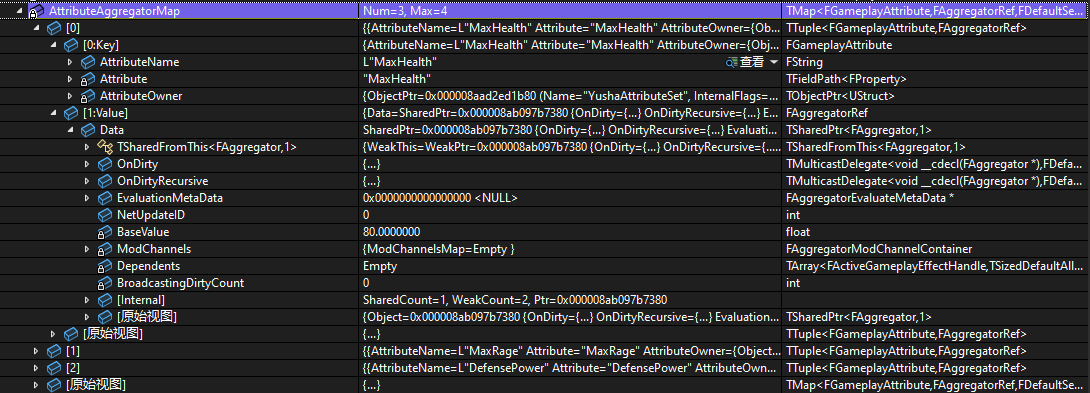 AttributeAggregatorMap Num=3, Max=4 TMap<FGameplayAttribute,FAggregatorRef,FDefaultSe...
[0] {{AttributeName=L"MaxHealth" Attribute="MaxHealth" AttributeOwner={Obj... TTuple<FGameplayAttribute,FAggregatorRef>
[0:Key] {AttributeName=L"MaxHealth" Attribute="MaxHealth" AttributeOwner={Obj... FGameplayAttribute
AttributeName L"MaxHealth" 查看 FString
Attribute "MaxHealth" TFieldPath<FProperty>
AttributeOwner {ObjectPtr=0x000008aad2ed1b80 (Name="YushaAttributeSet", InternalFlags=... TObjectPtr<UStruct>
[1:Value] {Data=SharedPtr=0x000008ab097b7380 {OnDirty={...} OnDirtyRecursive={...} E... FAggregatorRef
Data SharedPtr=0x000008ab097b7380 {OnDirty={...} OnDirtyRecursive={...} Evaluati... TSharedPtr<FAggregator,1>
TSharedFromThis<FAggregator,1> {WeakThis=WeakPtr=0x000008ab097b7380 {OnDirty={...} OnDirtyRecursive={.... TSharedFromThis<FAggregator,1>
OnDirty {...} TMulticastDelegate<void __cdecl(FAggregator *),FDefa...
OnDirtyRecursive {...} TMulticastDelegate<void __cdecl(FAggregator *),FDefa...
EvaluationMetaData 0x0000000000000000 <NULL> FAggregatorEvaluateMetaData *
NetUpdateID 0 int
BaseValue 80.0000000 float
ModChannels {ModChannelsMap=Empty } FAggregatorModChannelContainer
Dependents Empty TArray<FActiveGameplayEffectHandle,TSizedDefaultAll...
BroadcastingDirtyCount 0 int
[Internal] SharedCount=1, WeakCount=2, Ptr=0x000008ab097b7380
[原始视图] {Object=0x000008ab097b7380 {OnDirty={...} OnDirtyRecursive={...} Evaluation... TSharedPtr<FAggregator,1>
[原始视图] {...} TTuple<FGameplayAttribute,FAggregatorRef>
[1] {{AttributeName=L"MaxRage" Attribute="MaxRage" AttributeOwner={Object... TTuple<FGameplayAttribute,FAggregatorRef>
[2] {{AttributeName=L"DefensePower" Attribute="DefensePower" AttributeOwn... TTuple<FGameplayAttribute,FAggregatorRef>
[原始视图] {...} TMap<FGameplayAttribute,FAggregatorRef,FDefaultSe...